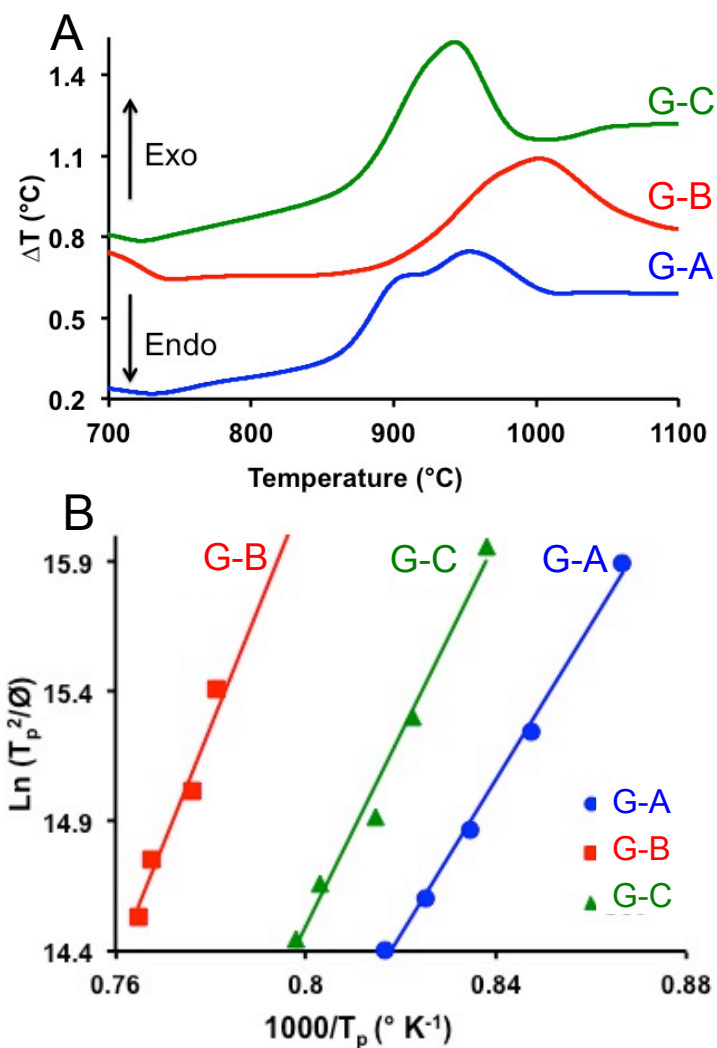 A
1.4
1.1
0.8
0.5
0.2
ΔT (°C)
Exo
Endo
G-C
G-B
G-A
700
800
900
1000
1100
Temperature (°C)
B
G-B
G-C
G-A
15.9
15.4
14.9
14.4
Ln (Tp²/Ø)
G-A
G-B
G-C
0.76
0.8
0.84
0.88
1000/Tp (° K⁻¹)